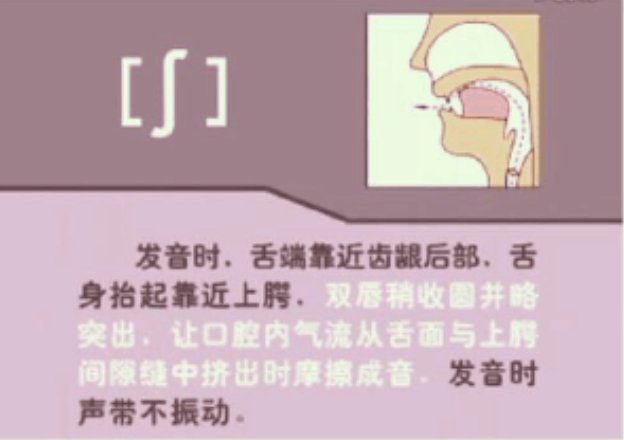 [ʃ]
发音时．舌端靠近齿龈后部．舌
身抬起靠近上腭．双唇稍收圆并略
突出．让口腔内气流从舌面与上腭
间隙缝中挤出时摩擦成音．发音时
声带不振动。